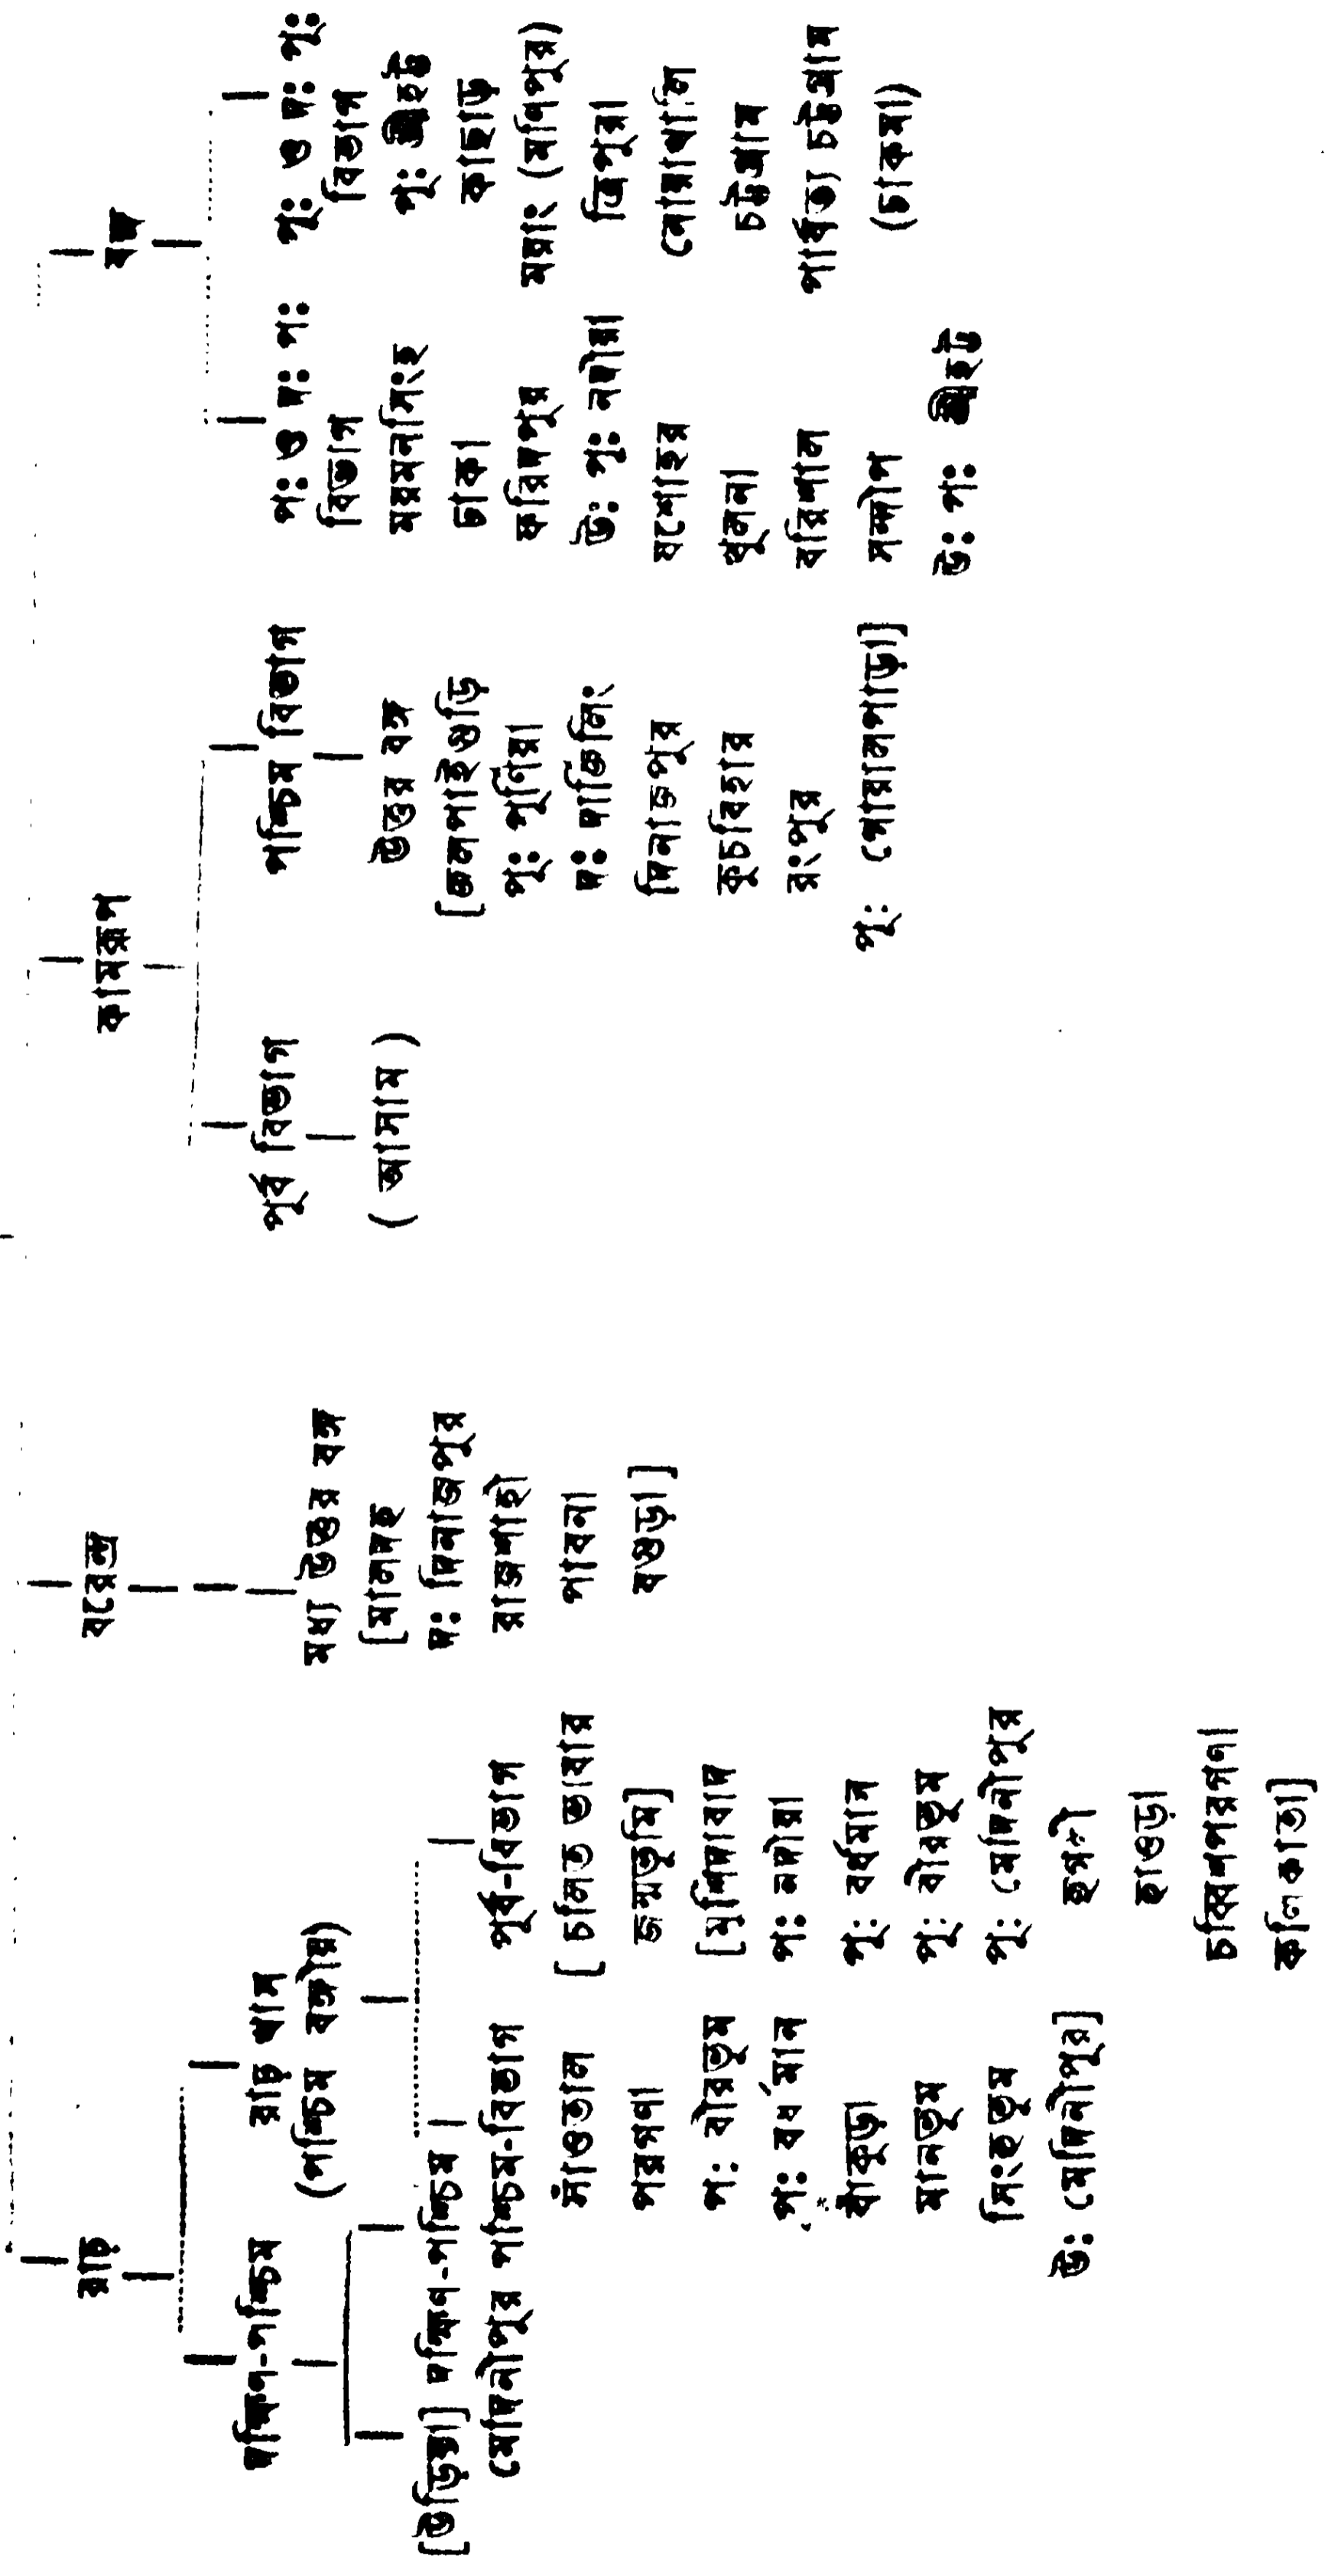 রাঢ়
দক্ষিণ-পশ্চিম
[উড়িষ্যা] দক্ষিণ-পশ্চিম
মেদিনীপুর
রাঢ় খাস
(পশ্চিম বঙ্গীয়)
পশ্চিম-বিভাগ
সাঁওতাল
পরগণা
প: বীরভূম
প: বর্ধমান
বাঁকুড়া
মানভূম
সিংহভূম
উ: মেদিনীপুর]
পূর্ব-বিভাগ
[ চলিত ভাষার
জন্মভূমি]
[মুর্শিদাবাদ
প: নদীয়া
পূ: বর্ধমান
পূ: বীরভূম
পূ: মেদিনীপুর
হুগলী
হাওড়া
চব্বিশপরগণা
কলিকাতা]
বরেন্দ্র
মধ্য উত্তর বঙ্গ
[মালদহ
দ: দিনাজপুর
রাজশাহী
পাবনা
বগুড়া]
কামরূপ
পূর্ব বিভাগ
( আসাম )
পশ্চিম বিভাগ
উত্তর বঙ্গ
[জলপাইগুড়ি
পূ: পূর্ণিয়া
দ: দার্জিলিং
দিনাজপুর
কুচবিহার
রংপুর
পূ: গোয়ালপাড়া]
বঙ্গ
প: ও দ: প:
বিভাগ
ময়মনসিংহ
ঢাকা
ফরিদপুর
উ: পূ: নদীয়া
যশোহর
খুলনা
বরিশাল
সন্দীপ
উ: প: শ্রীহট্ট
পূ: ও দ: পূ:
বিভাগ
পূ: শ্রীহট্ট
কাছাড়
ময়াং (মণিপুর)
ত্রিপুরা
নোয়াখালি
চট্টগ্রাম
পার্বত্য চট্টগ্রাম
(চাকমা)